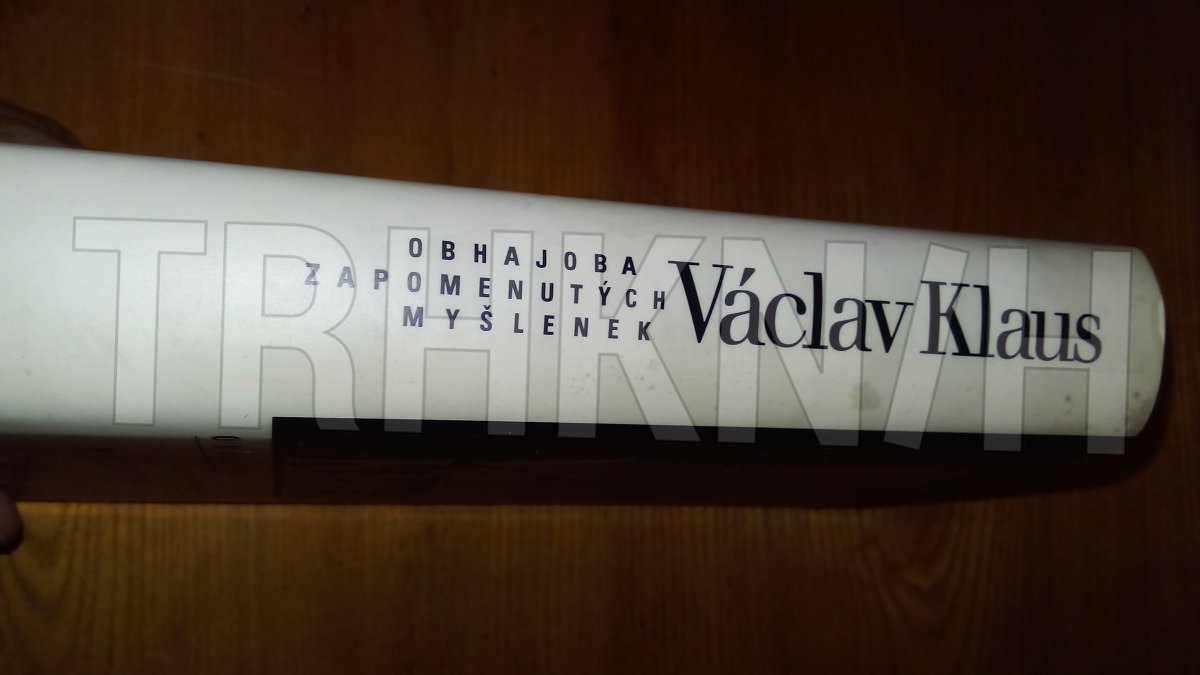 OBHAJOBA
ZAPOMENUTÝCH
MYŠLENEK
Václav Klaus
TRHKNIH